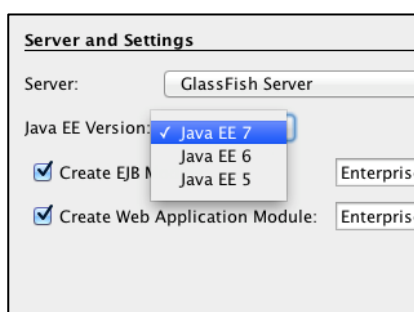 Server and Settings
Server: GlassFish Server
Java EE Version: ✓ Java EE 7
Java EE 6
Create EJB Enterpris
Java EE 5
Create Web Application Module: Enterpris